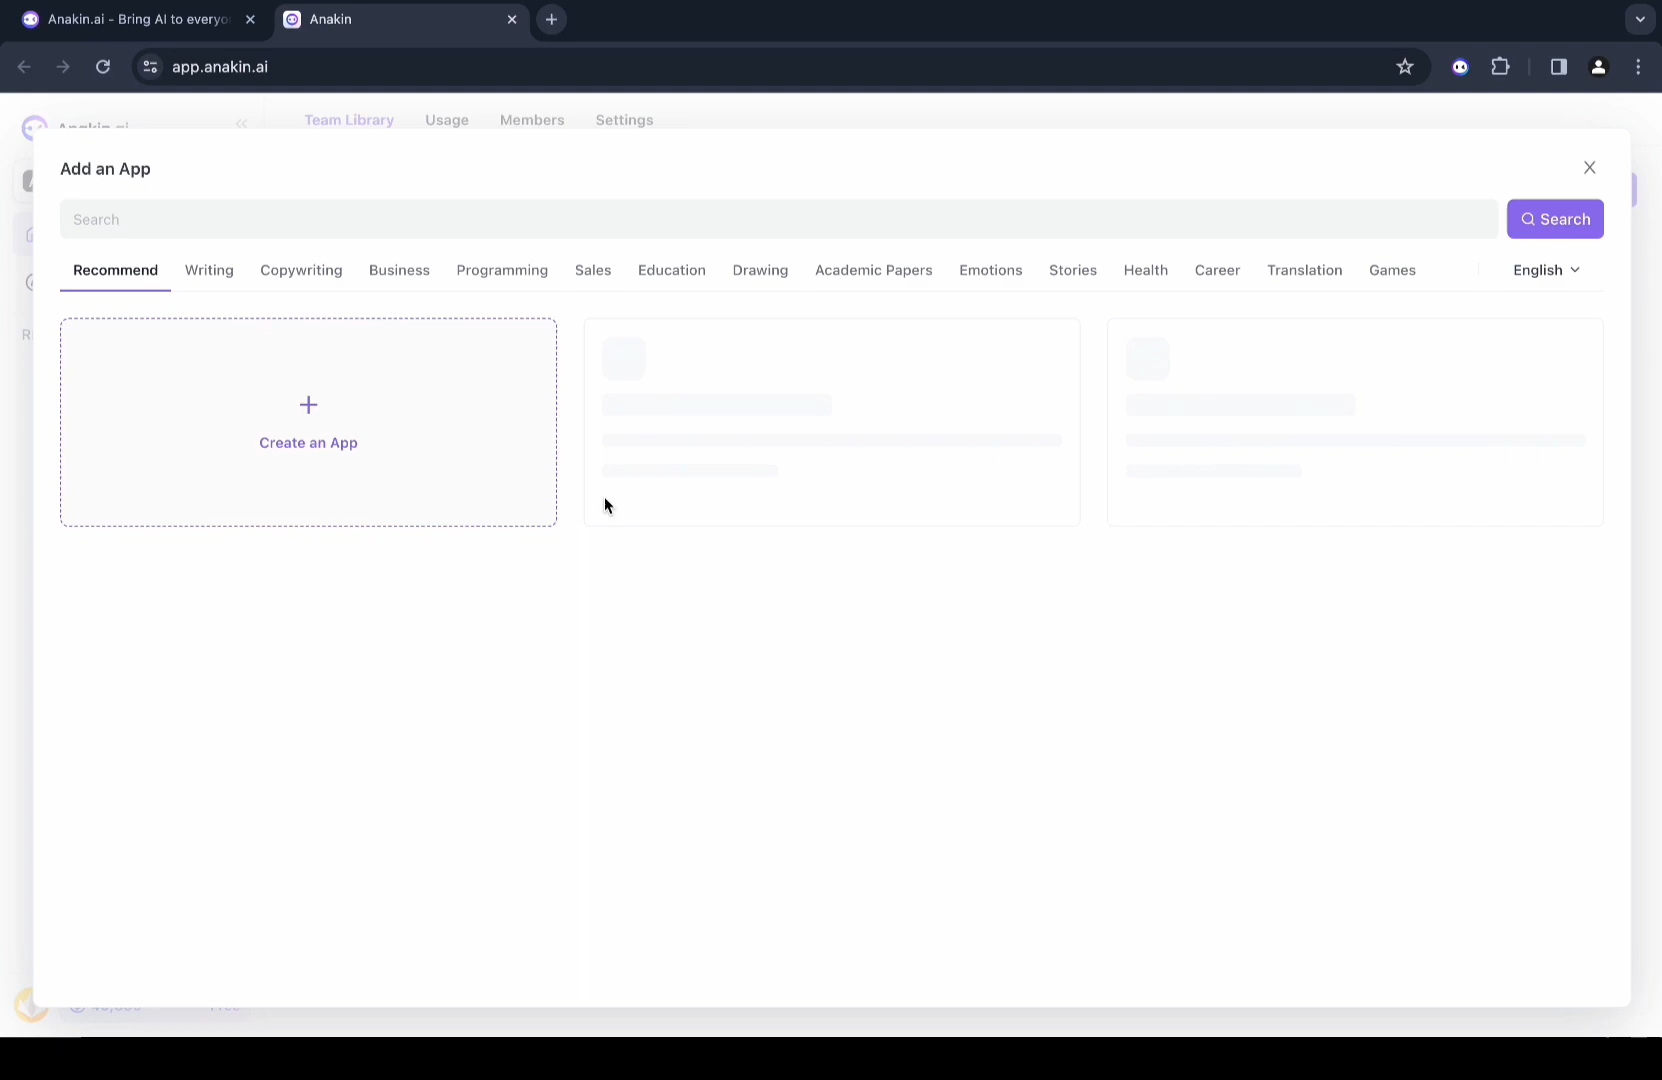 Anakin.ai - Bring AI to everyo
Anakin
app.anakin.ai
Anakin.ai
Team Library Usage Members Settings
Add an App
Search
Search
Recommend Writing Copywriting Business Programming Sales Education Drawing Academic Papers Emotions Stories Health Career Translation Games English
Create an App